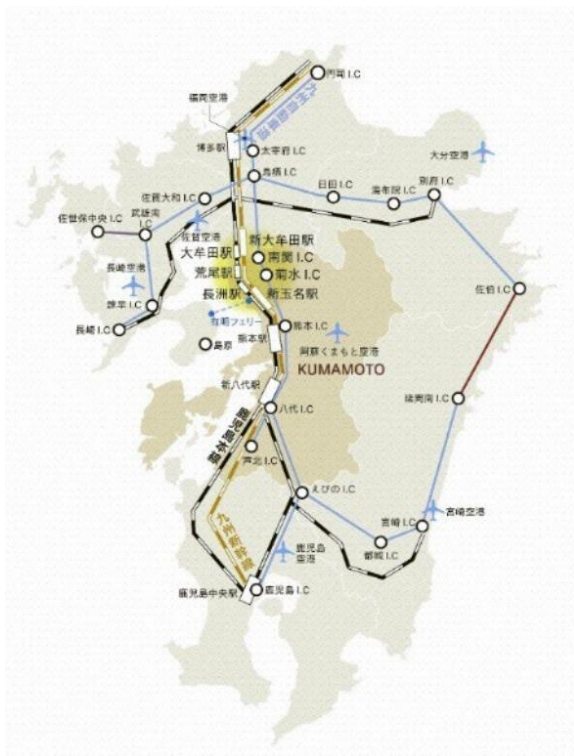 門司 I.C
福岡空港
九州自動車道
博多駅
太宰府 I.C
大分空港
鳥栖 I.C
佐賀大和 I.C
日田 I.C
湯布院 I.C
別府 I.C
佐世保中央 I.C
武雄南
I.C
佐賀空港
新大牟田駅
大牟田駅
南関 I.C
長崎空港
荒尾駅
菊水 I.C
長洲駅
新玉名駅
佐伯 I.C
諫早 I.C
有明フェリー
長崎 I.C
熊本 I.C
島原
熊本駅
阿蘇くまもと空港
KUMAMOTO
新八代駅
延岡南 I.C
八代 I.C
鹿児島本線
芦北 I.C
えびの I.C
九州新幹線
宮崎空港
宮崎 I.C
都城 I.C
鹿児島
空港
鹿児島中央駅
鹿児島 I.C